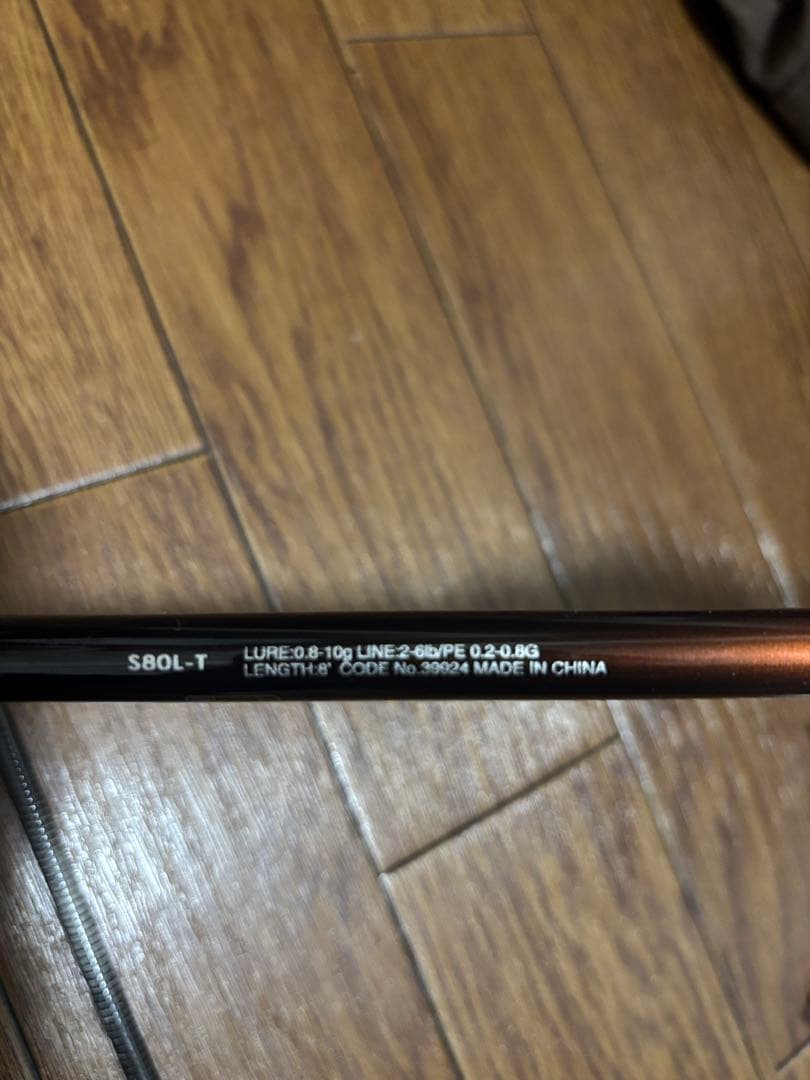 S80L-T
LURE:0.8-10g LINE:2-6lb/PE 0.2-0.8G
LENGTH:8' CODE No.39924 MADE IN CHINA